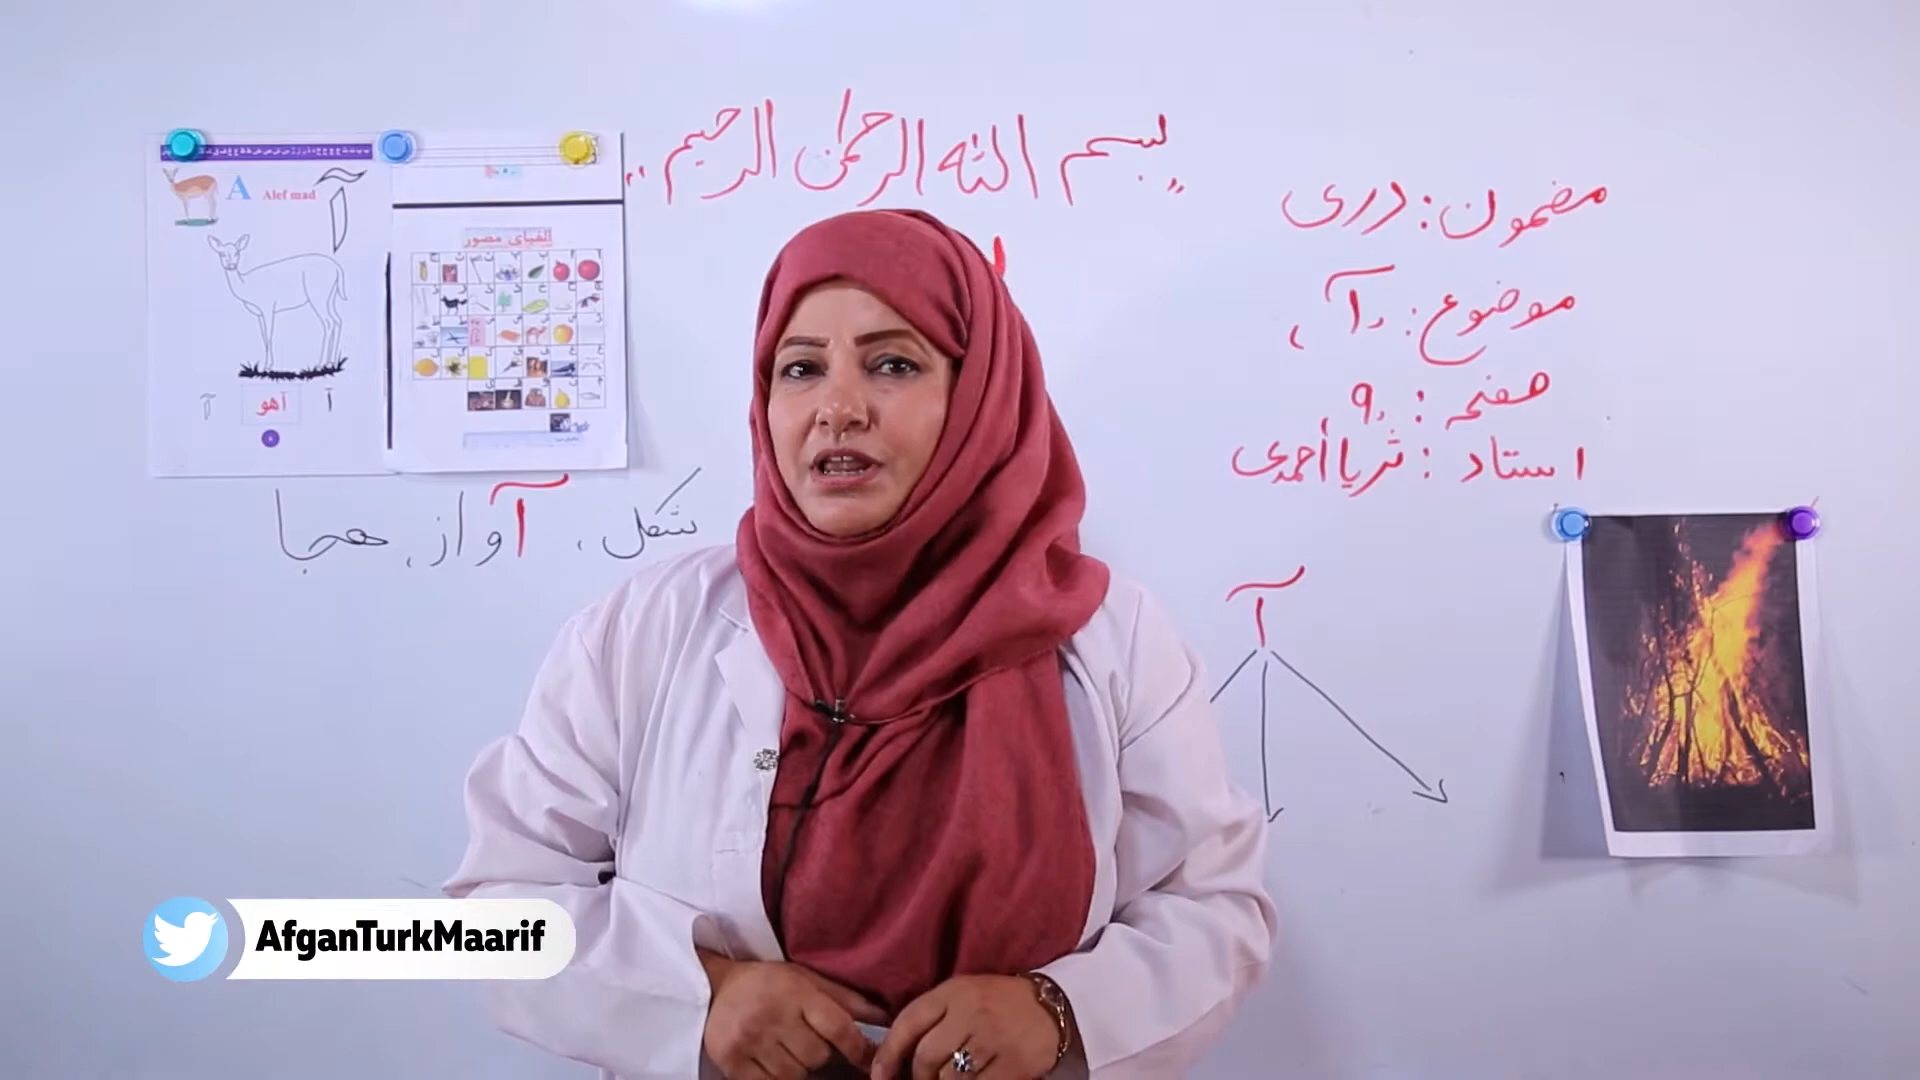 بسم الله الرحمن الرحیم
مضمون: دری
موضوع: «آ»
صفحه: «۹»
استاد: ثریا احمدی
A Alef mad آ
آ آهو آ
الفبای مصور
شکل، آواز، هجا
آ
AfganTurkMaarif